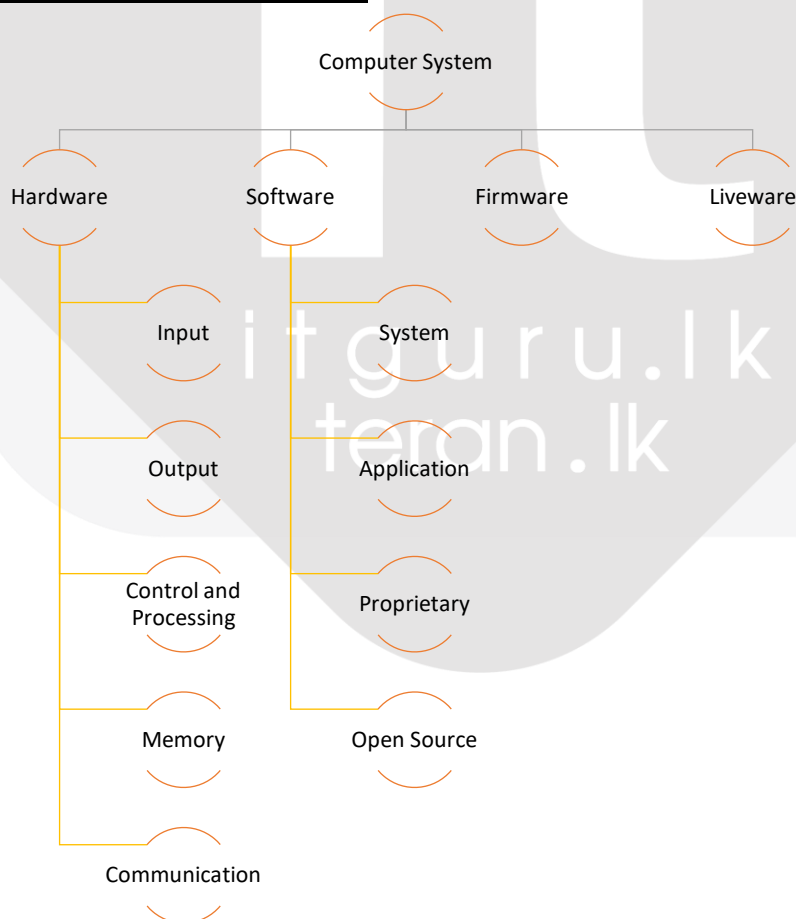 Computer System
Hardware
Software
Firmware
Liveware
Input
System
Output
Application
Control and
Processing
Proprietary
Memory
Open Source
Communication
itguru.lk
teran.lk